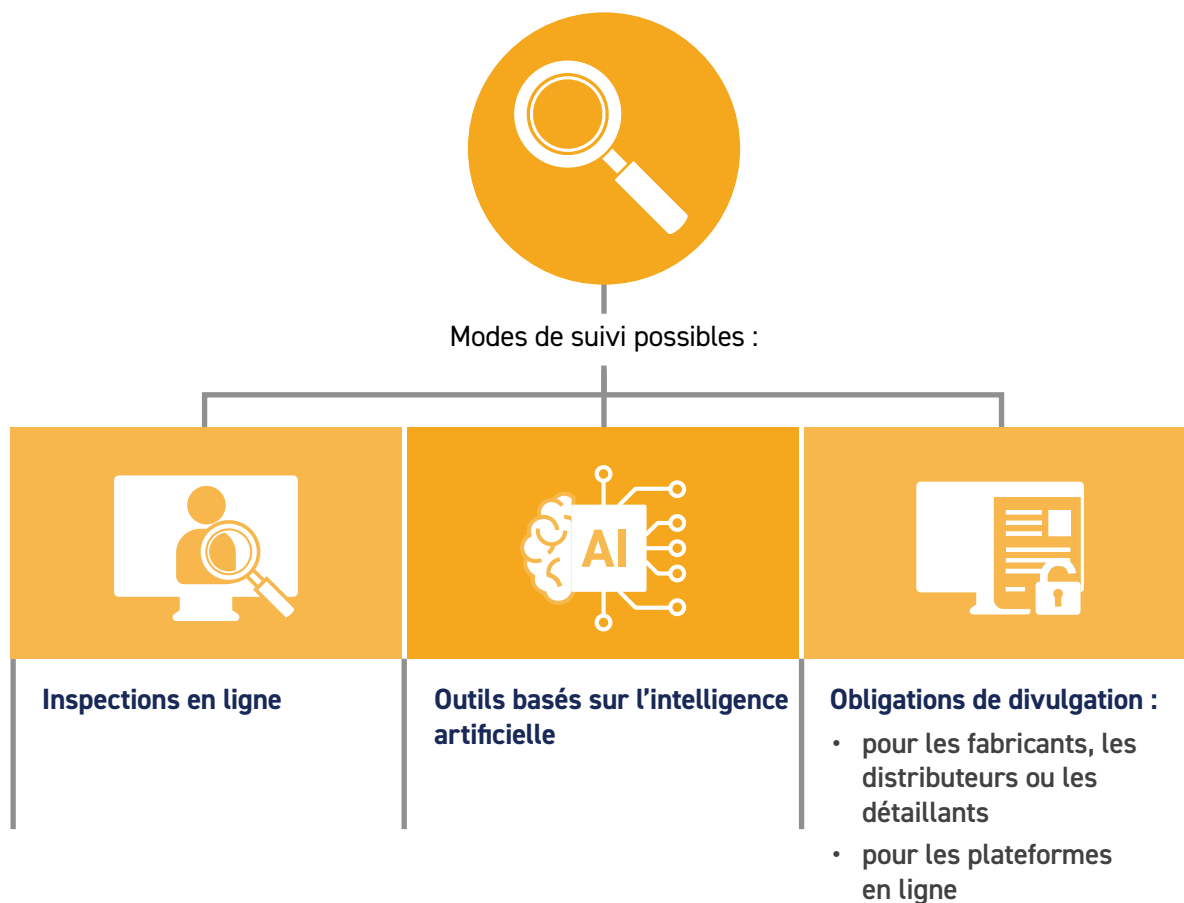 Modes de suivi possibles :
AI
Inspections en ligne
Outils basés sur l’intelligence
artificielle
Obligations de divulgation :
• pour les fabricants, les
distributeurs ou les
détaillants
• pour les plateformes
en ligne